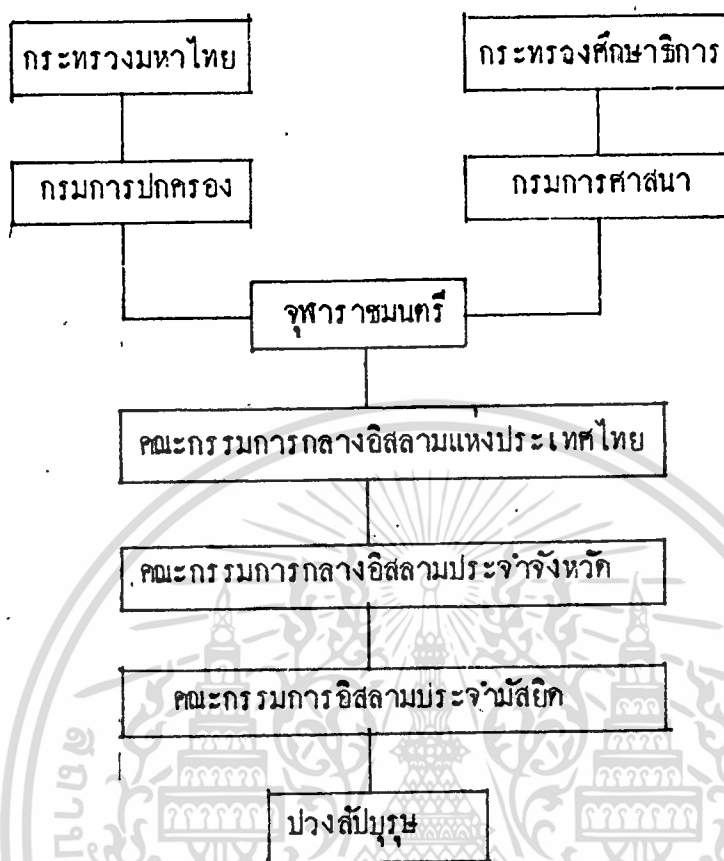 กระทรวงมหาไทย
กระทรวงศึกษาธิการ
กรมการปกครอง
กรมการศาสนา
จุฬาราชมนตรี
คณะกรรมการกลางอิสลามแห่งประเทศไทย
คณะกรรมการกลางอิสลามประจำจังหวัด
คณะกรรมการอิสลามประจำมัสยิด
ปวงสัปบุรุษ